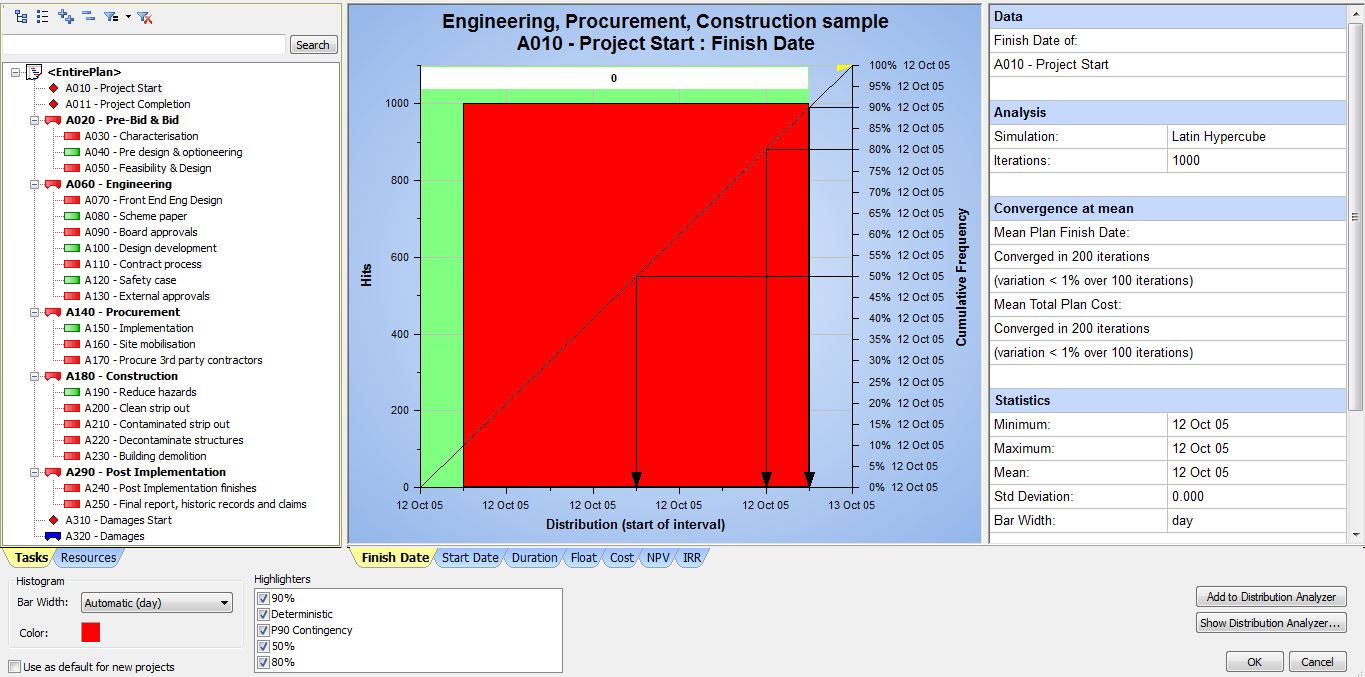 Search
<EntirePlan>
A010 - Project Start
A011 - Project Completion
A020 - Pre-Bid & Bid
A030 - Characterisation
A040 - Pre design & optioneering
A050 - Feasibility & Design
A060 - Engineering
A070 - Front End Eng Design
A080 - Scheme paper
A090 - Board approvals
A100 - Design development
A110 - Contract process
A120 - Safety case
A130 - External approvals
A140 - Procurement
A150 - Implementation
A160 - Site mobilisation
A170 - Procure 3rd party contractors
A180 - Construction
A190 - Reduce hazards
A200 - Clean strip out
A210 - Contaminated strip out
A220 - Decontaminate structures
A230 - Building demolition
A290 - Post Implementation
A240 - Post Implementation finishes
A250 - Final report, historic records and claims
A310 - Damages Start
A320 - Damages
Tasks Resources
Engineering, Procurement, Construction sample
A010 - Project Start : Finish Date
0
1000
800
600
400
200
0
Hits
100% 12 Oct 05
95% 12 Oct 05
90% 12 Oct 05
85% 12 Oct 05
80% 12 Oct 05
75% 12 Oct 05
70% 12 Oct 05
65% 12 Oct 05
60% 12 Oct 05
55% 12 Oct 05
50% 12 Oct 05
45% 12 Oct 05
40% 12 Oct 05
35% 12 Oct 05
30% 12 Oct 05
25% 12 Oct 05
20% 12 Oct 05
15% 12 Oct 05
10% 12 Oct 05
5% 12 Oct 05
0% 12 Oct 05
Cumulative Frequency
12 Oct 05 12 Oct 05 12 Oct 05 12 Oct 05 12 Oct 05 13 Oct 05
Distribution (start of interval)
Finish Date Start Date Duration Float Cost NPV IRR
Data
Finish Date of:
A010 - Project Start
Analysis
Simulation: Latin Hypercube
Iterations: 1000
Convergence at mean
Mean Plan Finish Date:
Converged in 200 iterations
(variation < 1% over 100 iterations)
Mean Total Plan Cost:
Converged in 200 iterations
(variation < 1% over 100 iterations)
Statistics
Minimum: 12 Oct 05
Maximum: 12 Oct 05
Mean: 12 Oct 05
Std Deviation: 0.000
Bar Width: day
Histogram
Bar Width: Automatic (day)
Color:
Use as default for new projects
Highlighters
90%
Deterministic
P90 Contingency
50%
80%
Add to Distribution Analyzer
Show Distribution Analyzer...
OK Cancel